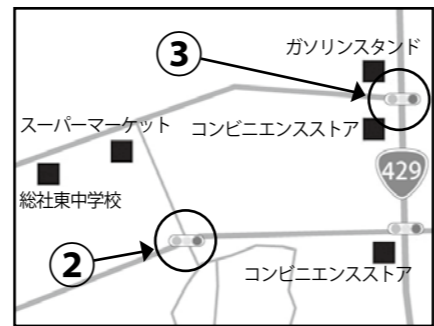 ③
ガソリンスタンド
スーパーマーケット
コンビニエンスストア
429
総社東中学校
②
コンビニエンスストア